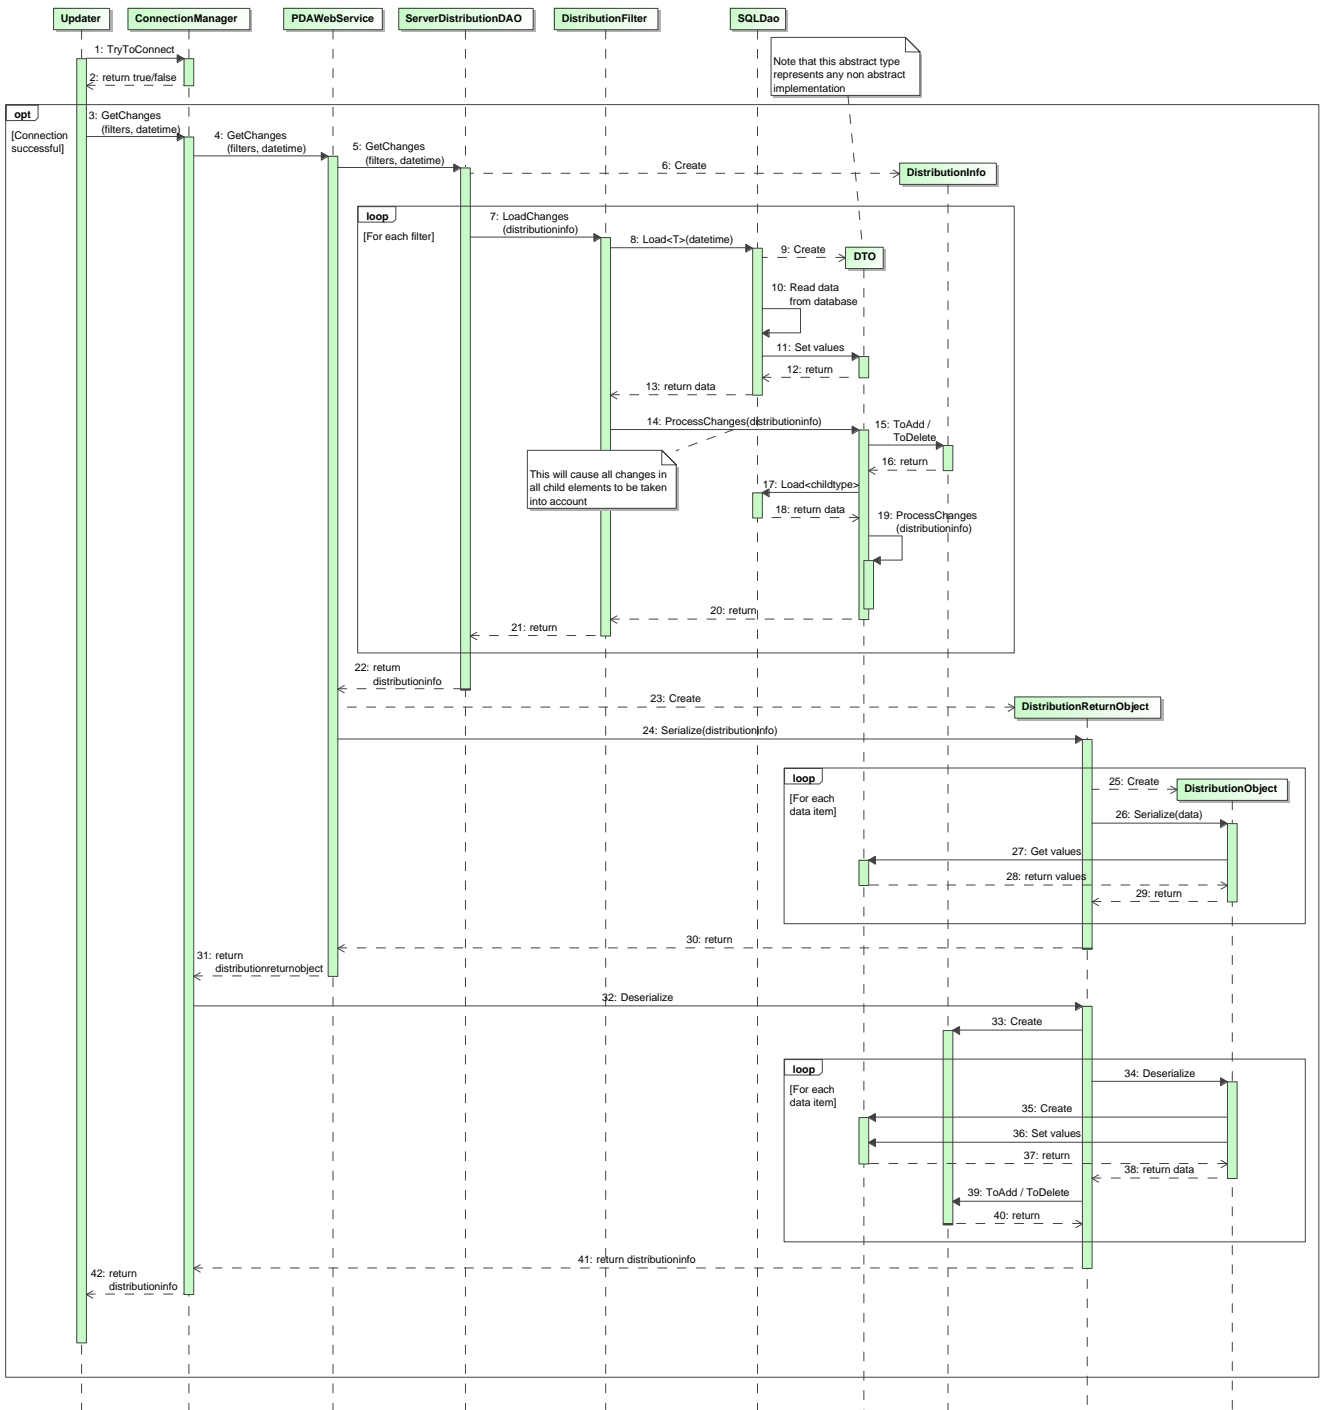 Updater
ConnectionManager
PDAWebService
ServerDistributionDAO
DistributionFilter
SQLDao
Note that this abstract type
represents any non abstract
implementation
1: TryToConnect
2: return true/false
opt
[Connection
successful]
3: GetChanges
(filters, datetime)
4: GetChanges
(filters, datetime)
5: GetChanges
(filters, datetime)
6: Create
DistributionInfo
loop
[For each filter]
7: LoadChanges
(distributioninfo)
8: Load<T>(datetime)
9: Create
DTO
10: Read data
from database
11: Set values
12: return
13: return data
14: ProcessChanges(distributioninfo)
15: ToAdd /
ToDelete
16: return
This will cause all changes in
all child elements to be taken
into account
17: Load<childtype>
18: return data
19: ProcessChanges
(distributioninfo)
20: return
21: return
22: return
distributioninfo
23: Create
DistributionReturnObject
24: Serialize(distributioninfo)
loop
[For each
data item]
25: Create
DistributionObject
26: Serialize(data)
27: Get values
28: return values
29: return
30: return
31: return
distributionreturnobject
32: Deserialize
33: Create
loop
[For each
data item]
34: Deserialize
35: Create
36: Set values
37: return
38: return data
39: ToAdd / ToDelete
40: return
41: return distributioninfo
42: return
distributioninfo